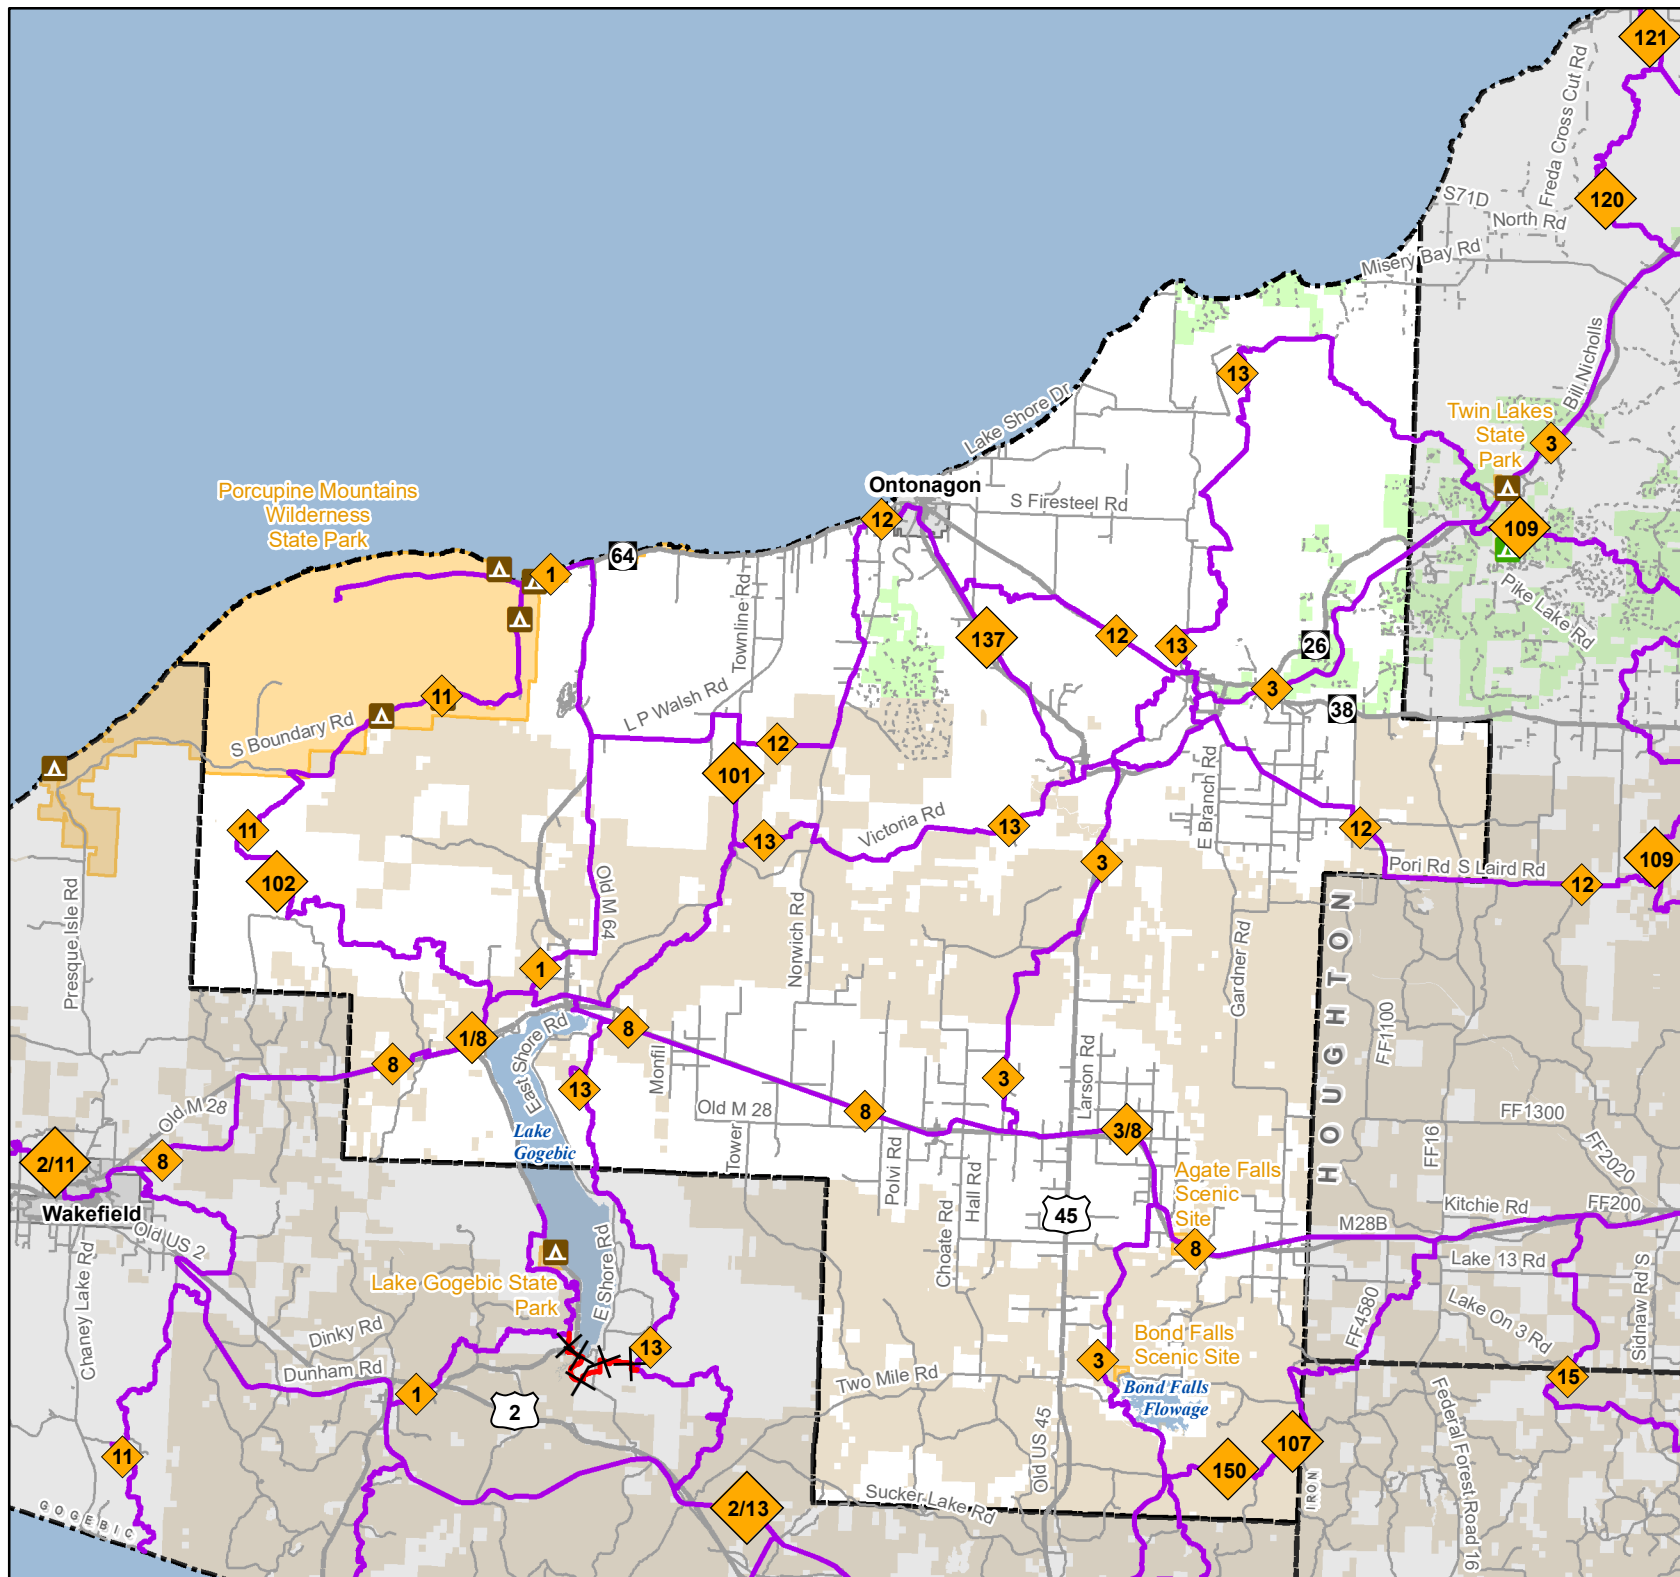 121
Freda Cross Cut Rd
120
S71D
North Rd
Misery Bay Rd
Bill Nicholls
13
Lake Shore Dr
Twin Lakes
State
Park
3
Porcupine Mountains
Wilderness
State Park
Ontonagon
12
S Firesteel Rd
109
64
1
Pike Lake Rd
Townline Rd
137
12
13
26
11
L P Walsh Rd
3
38
S Boundary Rd
12
101
E Branch Rd
11
13
Victoria Rd
13
12
3
109
Pori Rd
S Laird Rd
12
102
Old M 64
Presque Isle Rd
Norwich Rd
Gardner Rd
HOUGHTON
1
FF1100
1/8
East Shore Rd
8
8
Monfil
13
3
Larson Rd
Old M 28
Old M 28
8
3/8
FF1300
Lake
Gogebic
Tower
Polvi Rd
FF16
FF2020
2/11
8
Hall Rd
Agate Falls
Scenic
Site
Wakefield
45
Kitchie Rd
FF200
M28B
Old US 2
Choate Rd
8
Lake 13 Rd
Chaney Lake Rd
E Shore Rd
Lake Gogebic State
Park
Sidnaw Rd S
FF4580
Lake On 3 Rd
Dinky Rd
13
Bond Falls
Scenic Site
Dunham Rd
3
Two Mile Rd
15
1
Bond Falls
Flowage
2
Old US 45
11
107
150
Federal Forest Road 16
IRON
Sucker Lake Rd
GOGEBIC
2/13